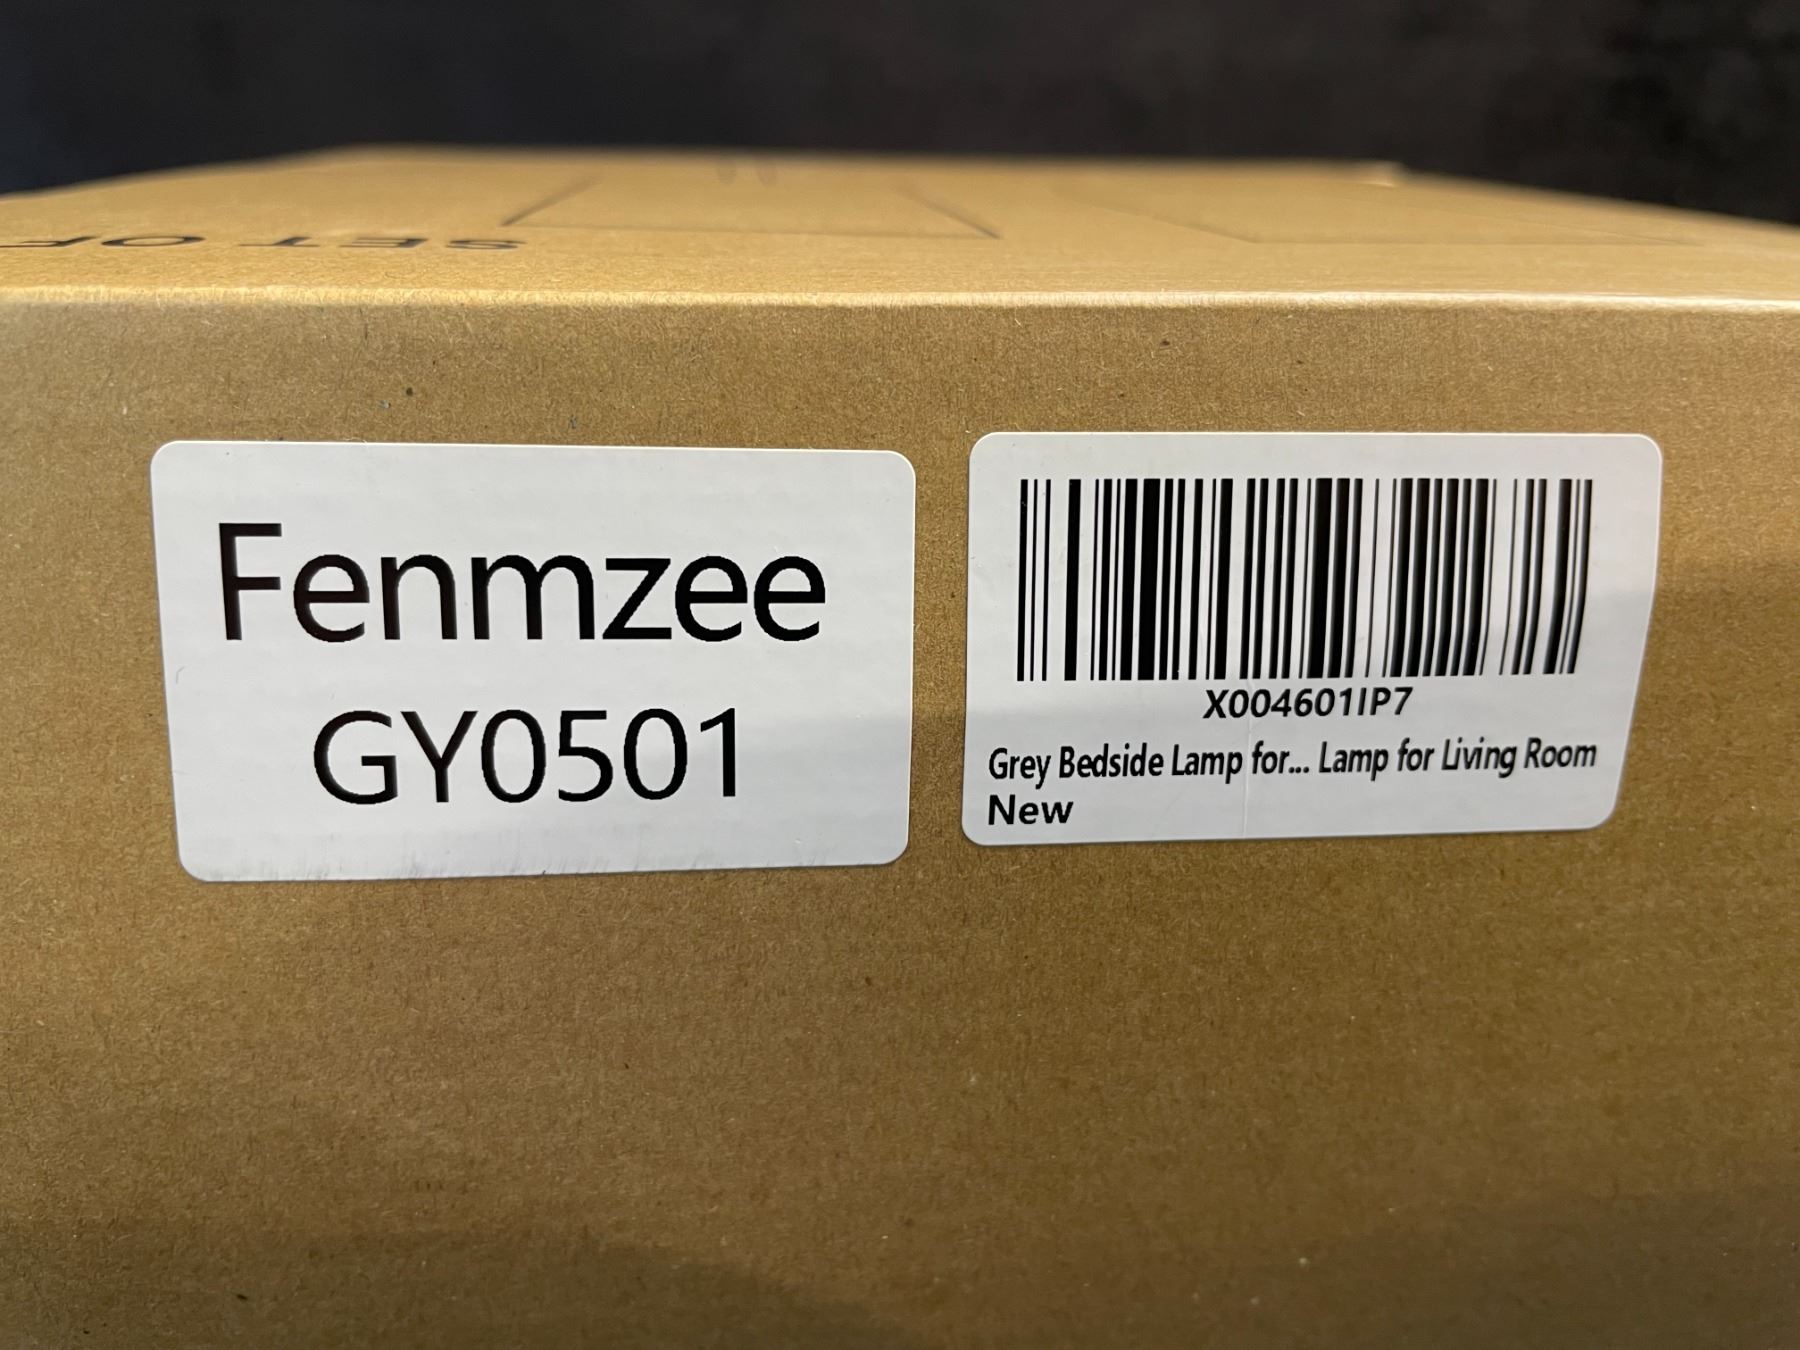 SET OF
Fenmzee
GY0501
X004601IP7
Grey Bedside Lamp for... Lamp for Living Room
New